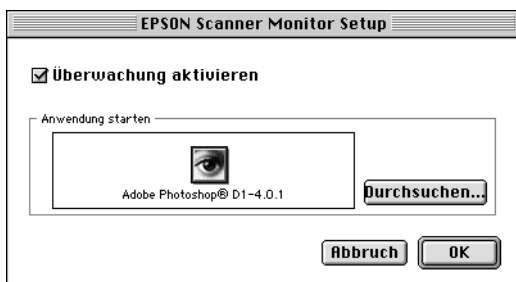 EPSON Scanner Monitor Setup
Überwachung aktivieren
Anwendung starten
Adobe Photoshop® D1-4.0.1
Durchsuchen...
Abbruch
OK